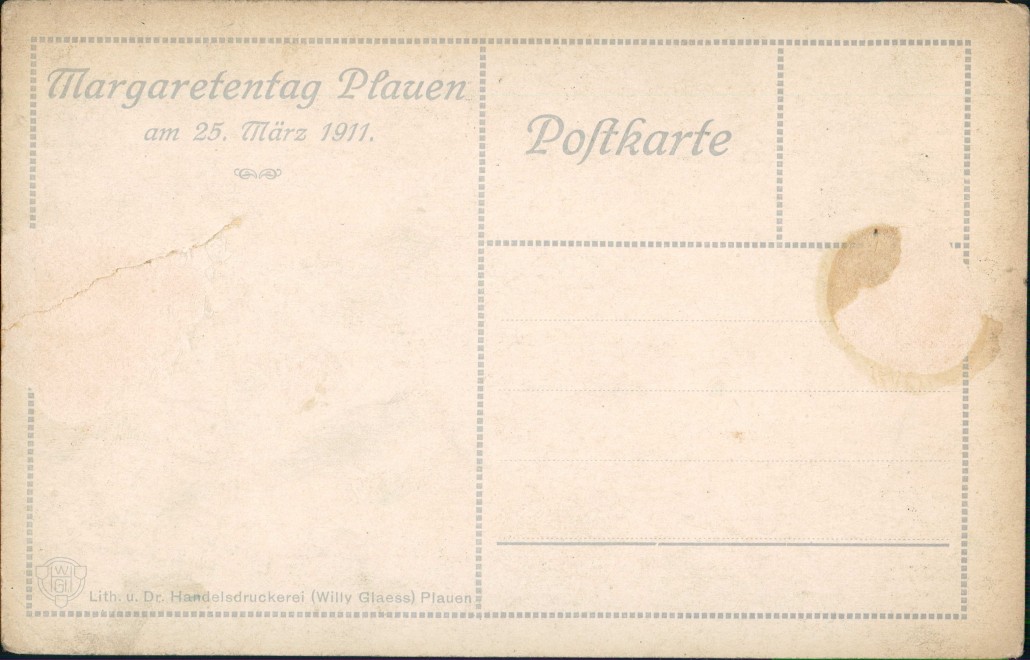 Margaretentag Plauen
am 25. März 1911.
Poſtkarte
W
G
Lith. u. Dr. Handelsdruckerei (Willy Glaess) Plauen